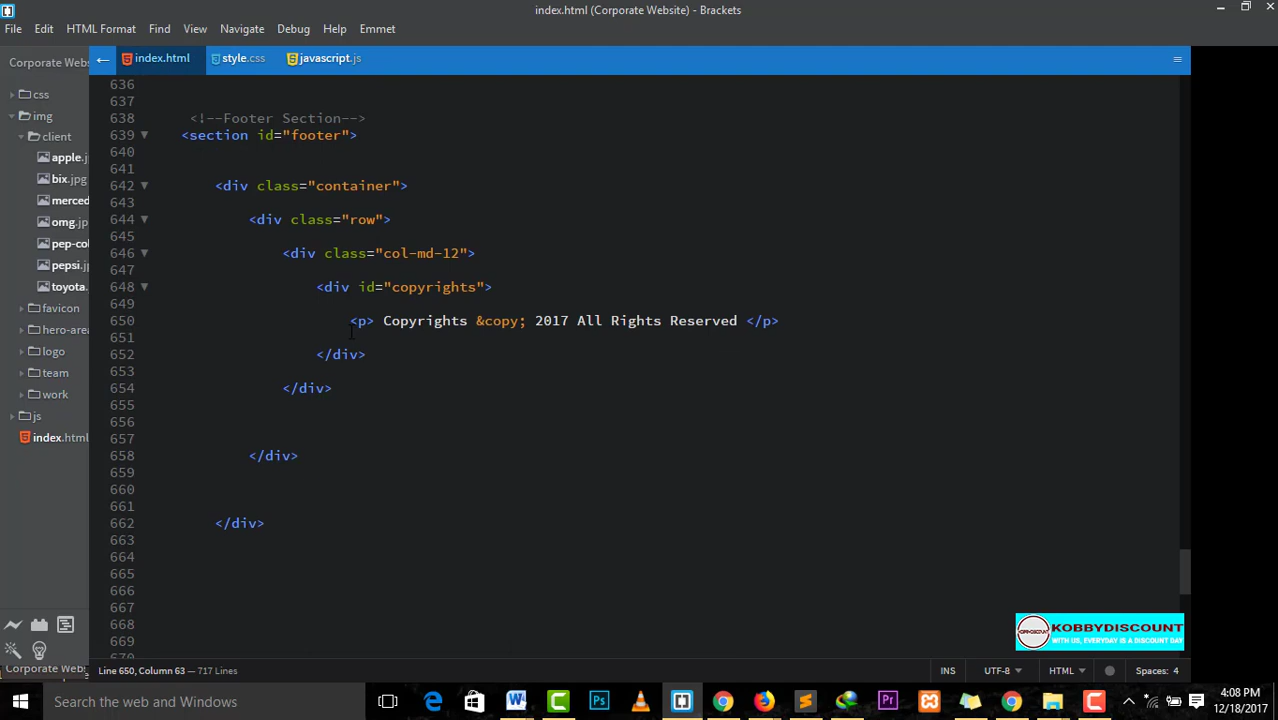 index.html (Corporate Website) - Brackets
File Edit HTML Format Find View Navigate Debug Help Emmet
Corporate Webs
css
img
client
apple.j
bix.jpg
merced
omg.jp
pep-col
pepsi.jp
toyota.
favicon
hero-area
logo
team
work
js
index.html
index.html style.css javascript.js
636
637
638 <!--Footer Section-->
639 <section id="footer">
640
641
642 <div class="container">
643
644 <div class="row">
645
646 <div class="col-md-12">
647
648 <div id="copyrights">
649
650 <p> Copyrights &copy; 2017 All Rights Reserved </p>
651
652 </div>
653
654 </div>
655
656
657
658 </div>
659
660
661
662 </div>
663
664
665
666
667
668
669
670
KOBBYDISCOUNT
WITH US, EVERYDAY IS A DISCOUNT DAY
Corporate Webs
Line 650, Column 63 — 717 Lines
INS UTF-8 HTML Spaces: 4
Search the web and Windows
4:08 PM
12/18/2017